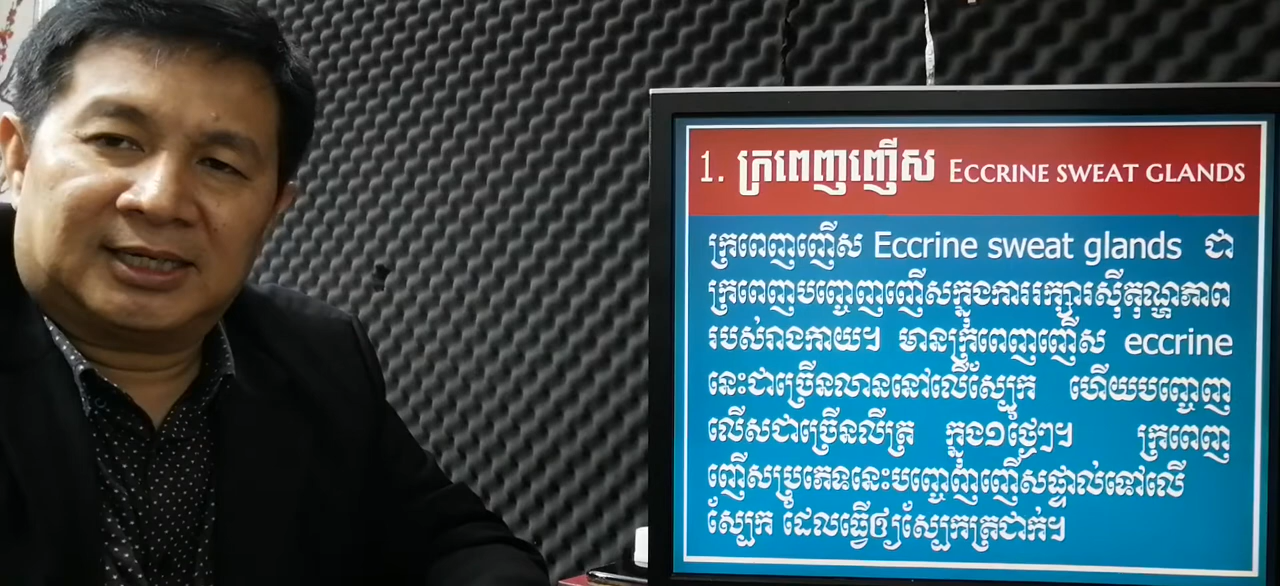 1. ក្រពេញញើស ECCRINE SWEAT GLANDS
ក្រពេញញើស Eccrine sweat glands ជា
ក្រពេញបញ្ចេញញើសក្នុងការរក្សារស៊ីតុណ្ហភាព
របស់រាងកាយ។ មានក្រពេញញើស eccrine
នេះជាច្រើនលាននៅលើស្បែក ហើយបញ្ចេញ
លើសជាច្រើនលីត្រ ក្នុង១ថ្ងៃៗ។ ក្រពេញ
ញើសប្រភេទនេះបញ្ចេញញើសផ្ទាល់ទៅលើ
ស្បែក ដែលធ្វើឲ្យស្បែកត្រជាក់។